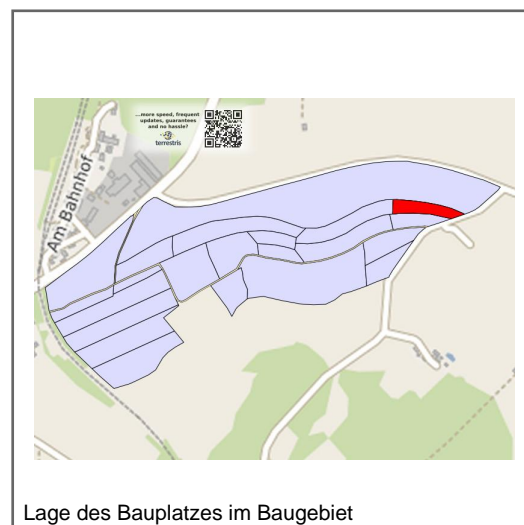 ...more speed, frequent
updates, guarantees
and no hassle?
terrestris
Am Bahnhof
Lage des Bauplatzes im Baugebiet